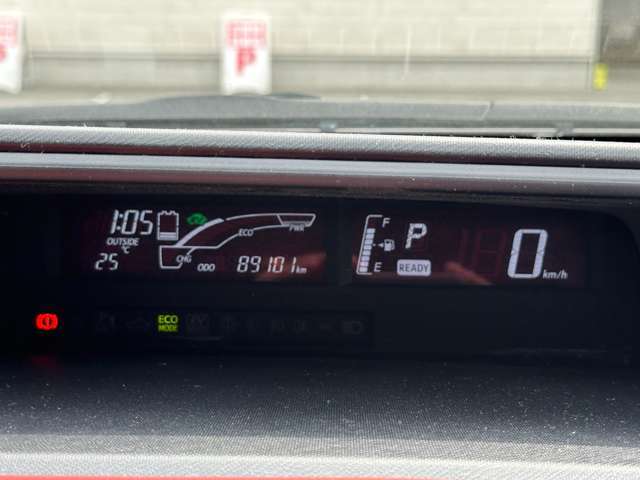 P
1:05
OUTSIDE
°C
25
ECO
PWR
CHG
ODO 89101 km
F
E
P
READY
0
km/h
ECO
MODE